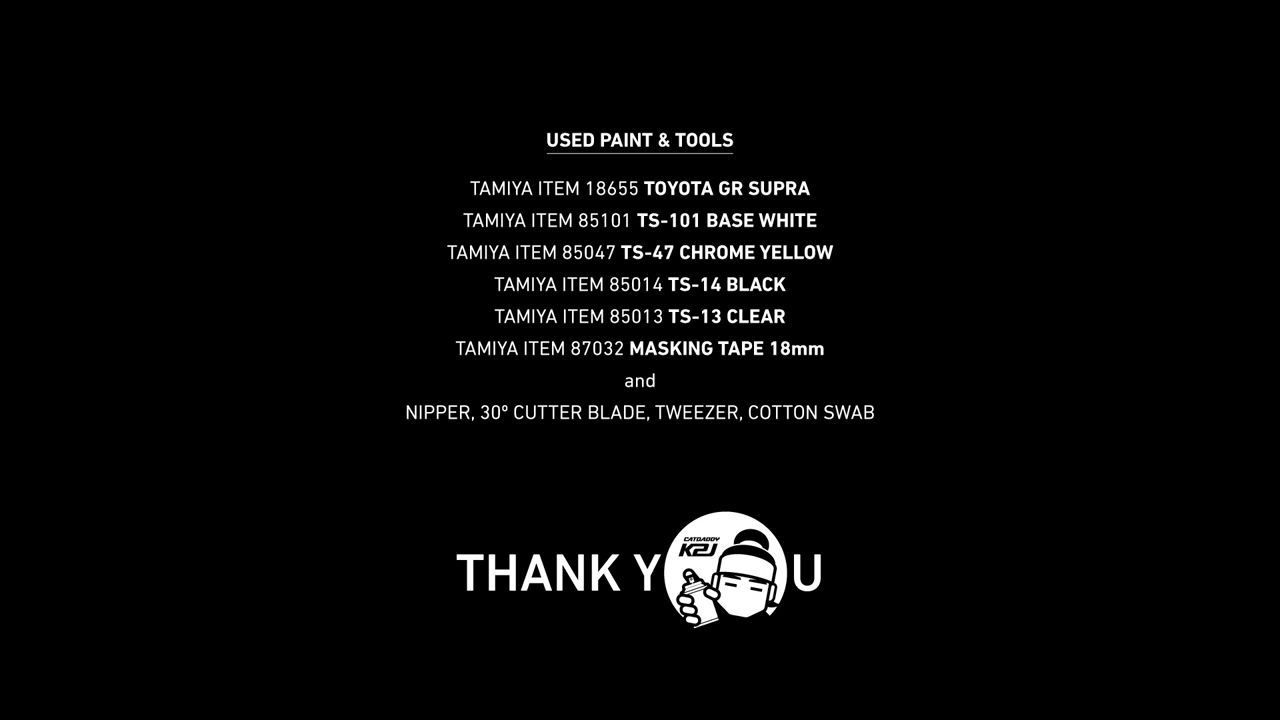 USED PAINT & TOOLS
TAMIYA ITEM 18655 TOYOTA GR SUPRA
TAMIYA ITEM 85101 TS-101 BASE WHITE
TAMIYA ITEM 85047 TS-47 CHROME YELLOW
TAMIYA ITEM 85014 TS-14 BLACK
TAMIYA ITEM 85013 TS-13 CLEAR
TAMIYA ITEM 87032 MASKING TAPE 18mm
and
NIPPER, 30º CUTTER BLADE, TWEEZER, COTTON SWAB
CATDADDY
K2J
THANK YOU